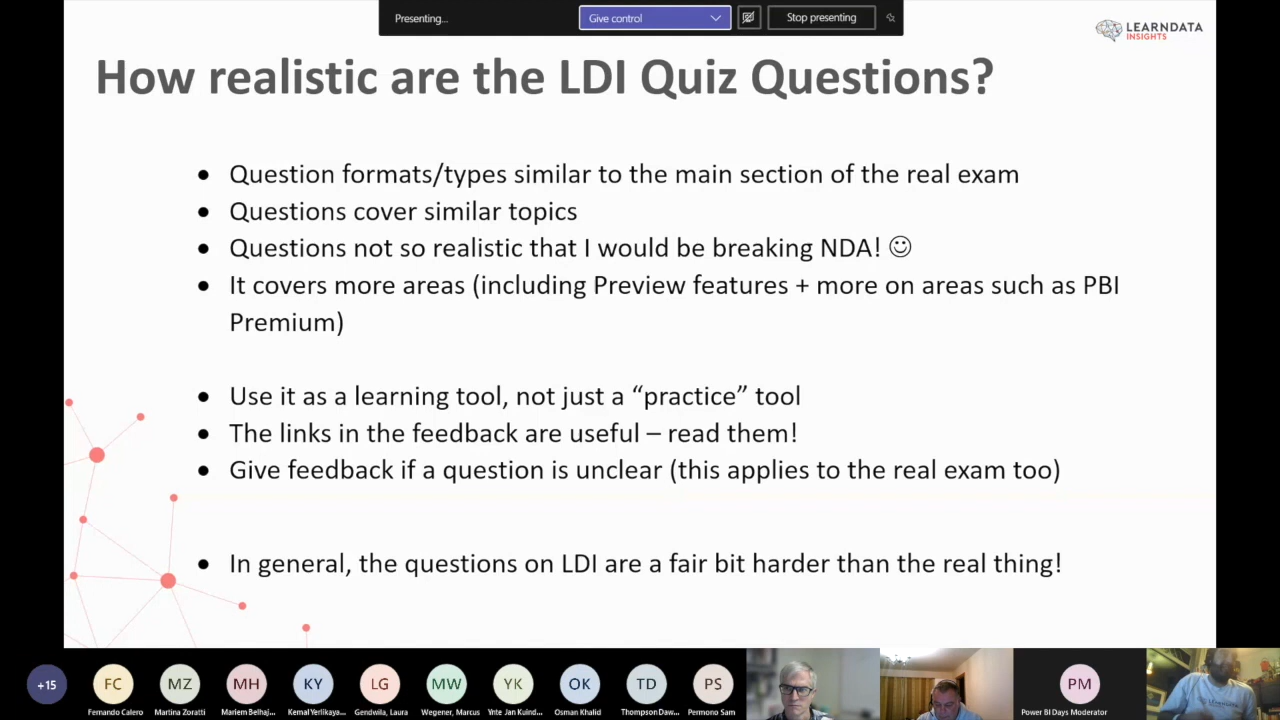 Presenting...
Give control
Stop presenting
LEARNDATA
INSIGHTS
How realistic are the LDI Quiz Questions?
● Question formats/types similar to the main section of the real exam
● Questions cover similar topics
● Questions not so realistic that I would be breaking NDA! ☺
● It covers more areas (including Preview features + more on areas such as PBI
Premium)
● Use it as a learning tool, not just a “practice” tool
● The links in the feedback are useful – read them!
● Give feedback if a question is unclear (this applies to the real exam too)
● In general, the questions on LDI are a fair bit harder than the real thing!
+15 FC MZ MH KY LG MW YK OK TD PS PM
Fernando Calero Martina Zoratti Mariem Belhaj... Kemal Yerlikaya... Gendwila, Laura Wegener, Marcus Ynte Jan Kuind... Osman Khalid Thompson Daw... Permono Sam Power BI Days Moderator